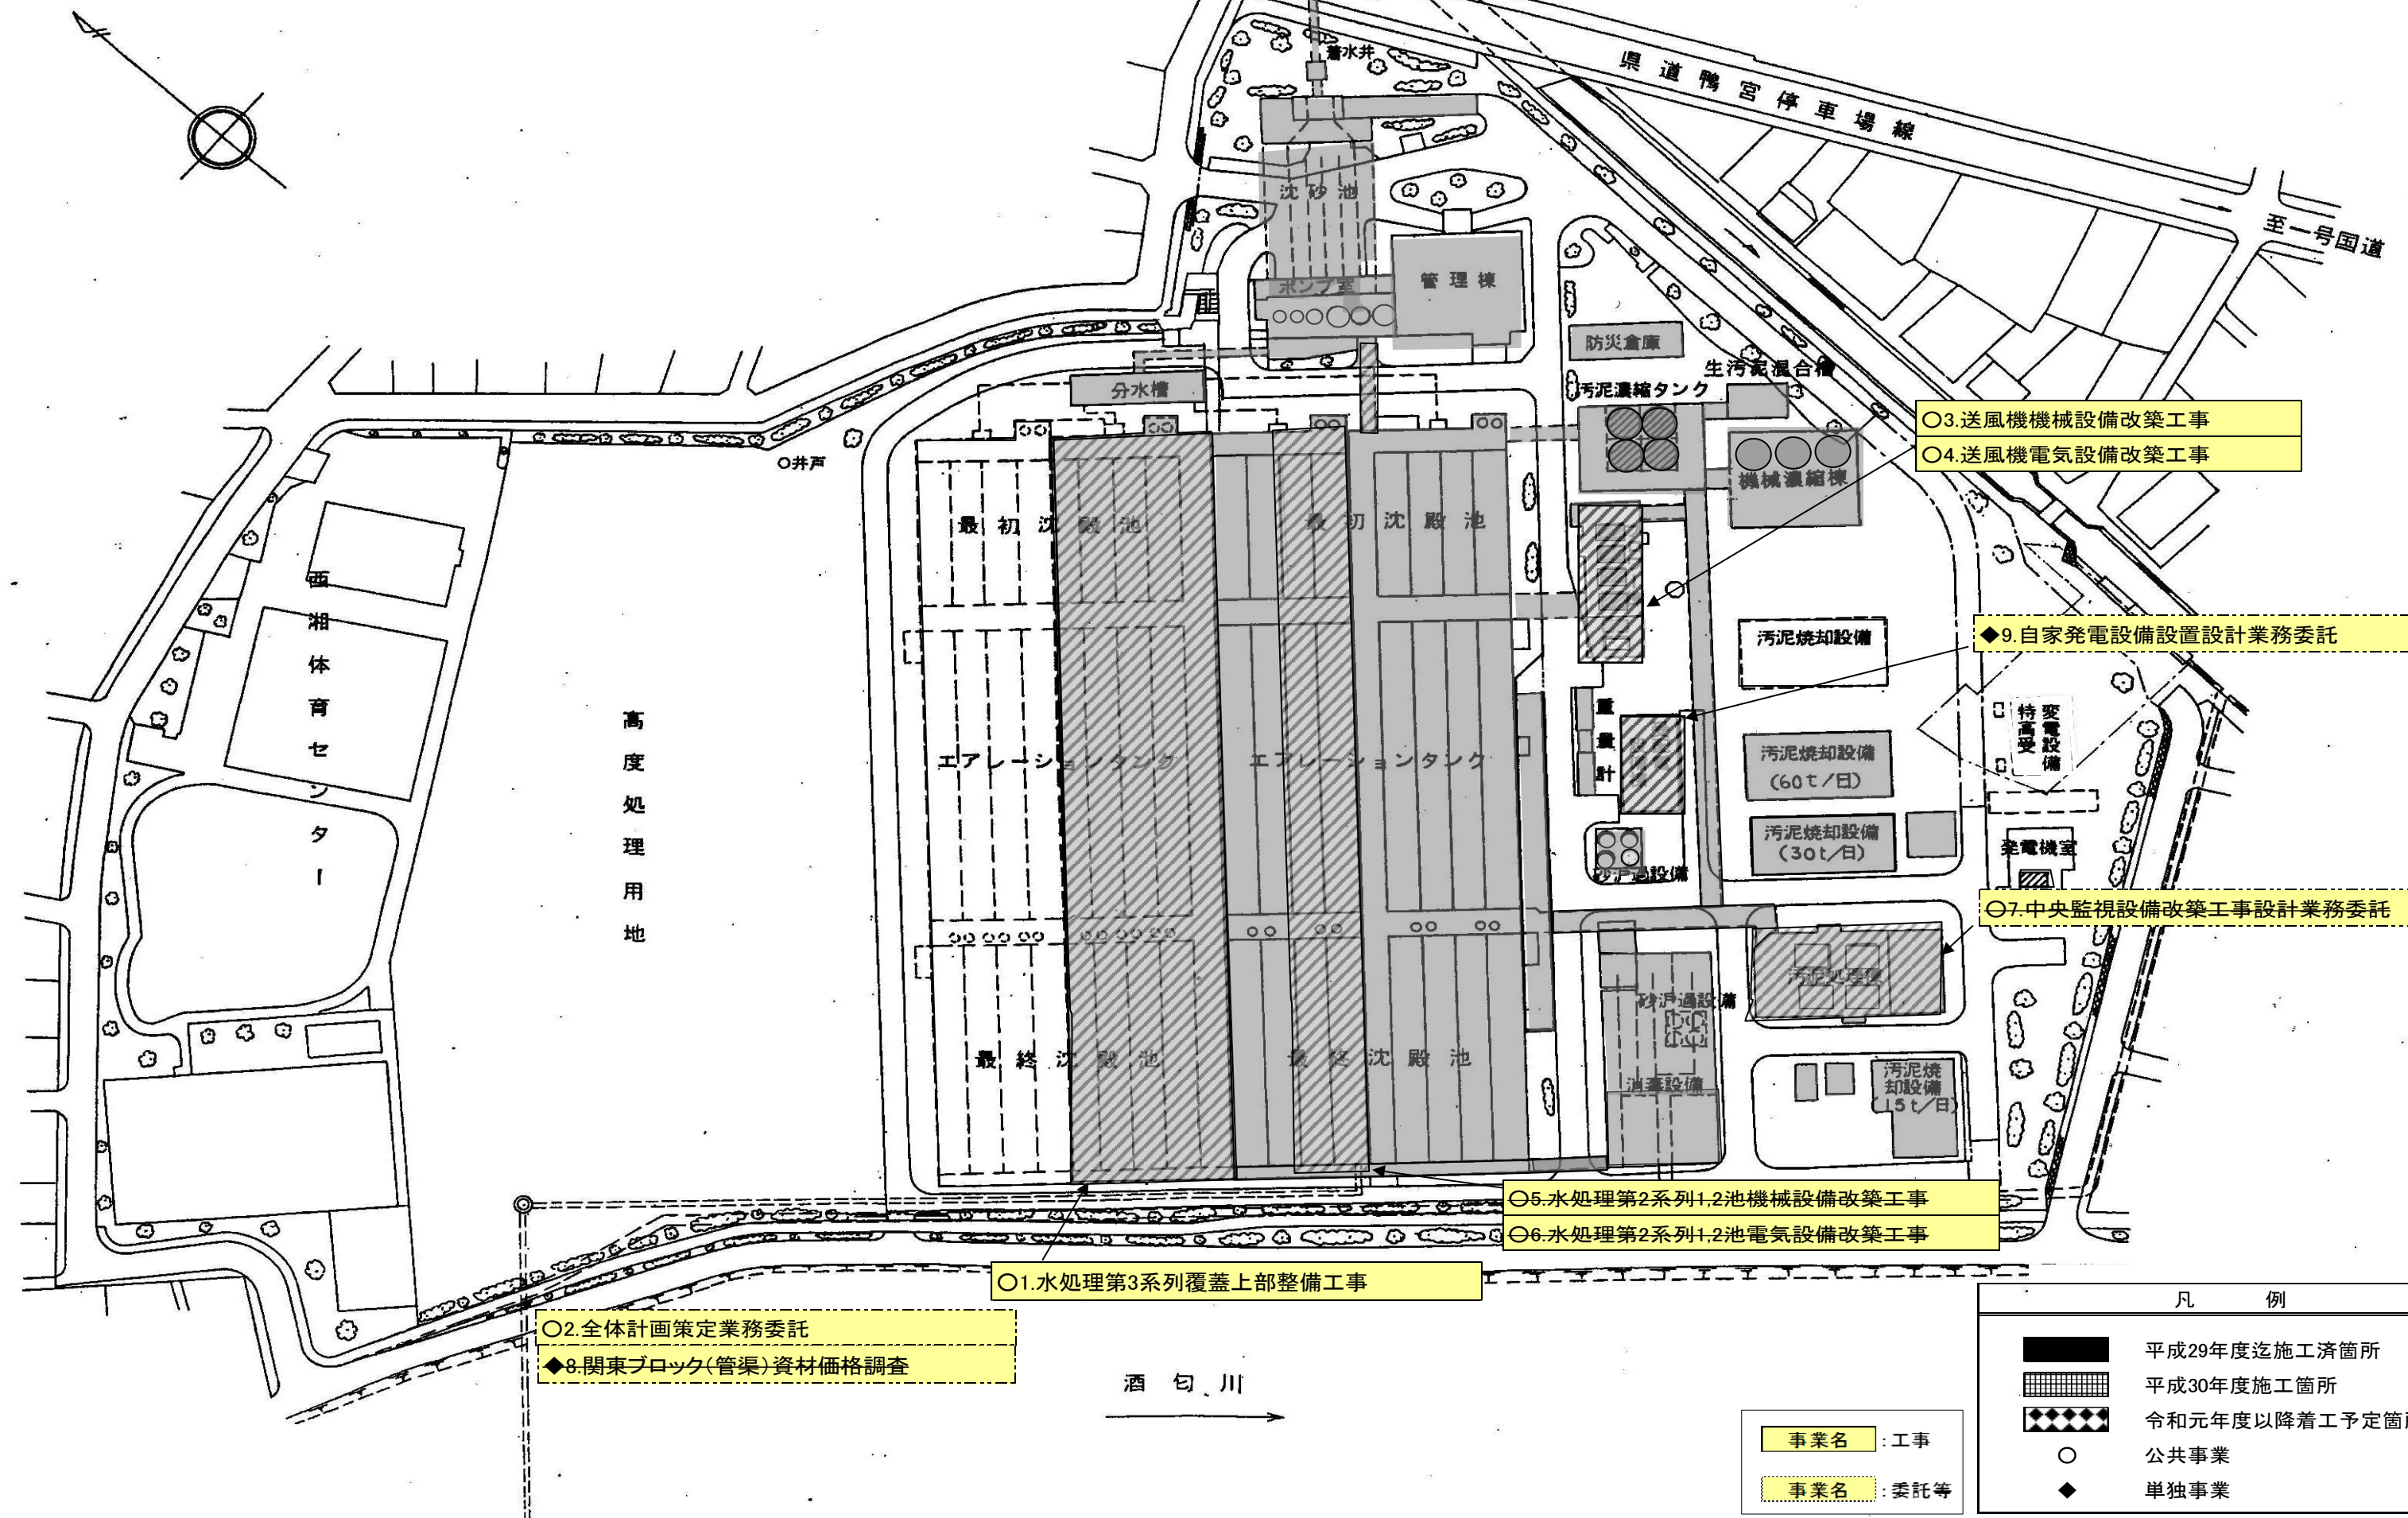 着水井
県道鴨宮停車場線
至一号国道
沈砂池
ポンプ室
管理棟
防災倉庫
生汚泥混合槽
汚泥濃縮タンク
分水槽
○3.送風機機械設備改築工事
○4.送風機電気設備改築工事
機械濃縮棟
○井戸
最初沈殿池
最初沈殿池
西湘体育センター
高度処理用地
汚泥焼却設備
◆9.自家発電設備設置設計業務委託
重量計
特高受
変電設備
エアレーションタンク
エアレーションタンク
汚泥焼却設備
(60t/日)
汚泥焼却設備
(30t/日)
発電機室
砂沪過設備
○7.中央監視設備改築工事設計業務委託
汚泥処理棟
砂沪過設備
最終沈殿池
最終沈殿池
消毒設備
汚泥焼
却設備
(15t/日)
○5.水処理第2系列1,2池機械設備改築工事
○6.水処理第2系列1,2池電気設備改築工事
○1.水処理第3系列覆蓋上部整備工事
○2.全体計画策定業務委託
◆8.関東ブロック(管渠)資材価格調査
酒匂川
事業名:工事
事業名:委託等
凡例
平成29年度迄施工済箇所
平成30年度施工箇所
令和元年度以降着工予定箇
○ 公共事業
◆ 単独事業